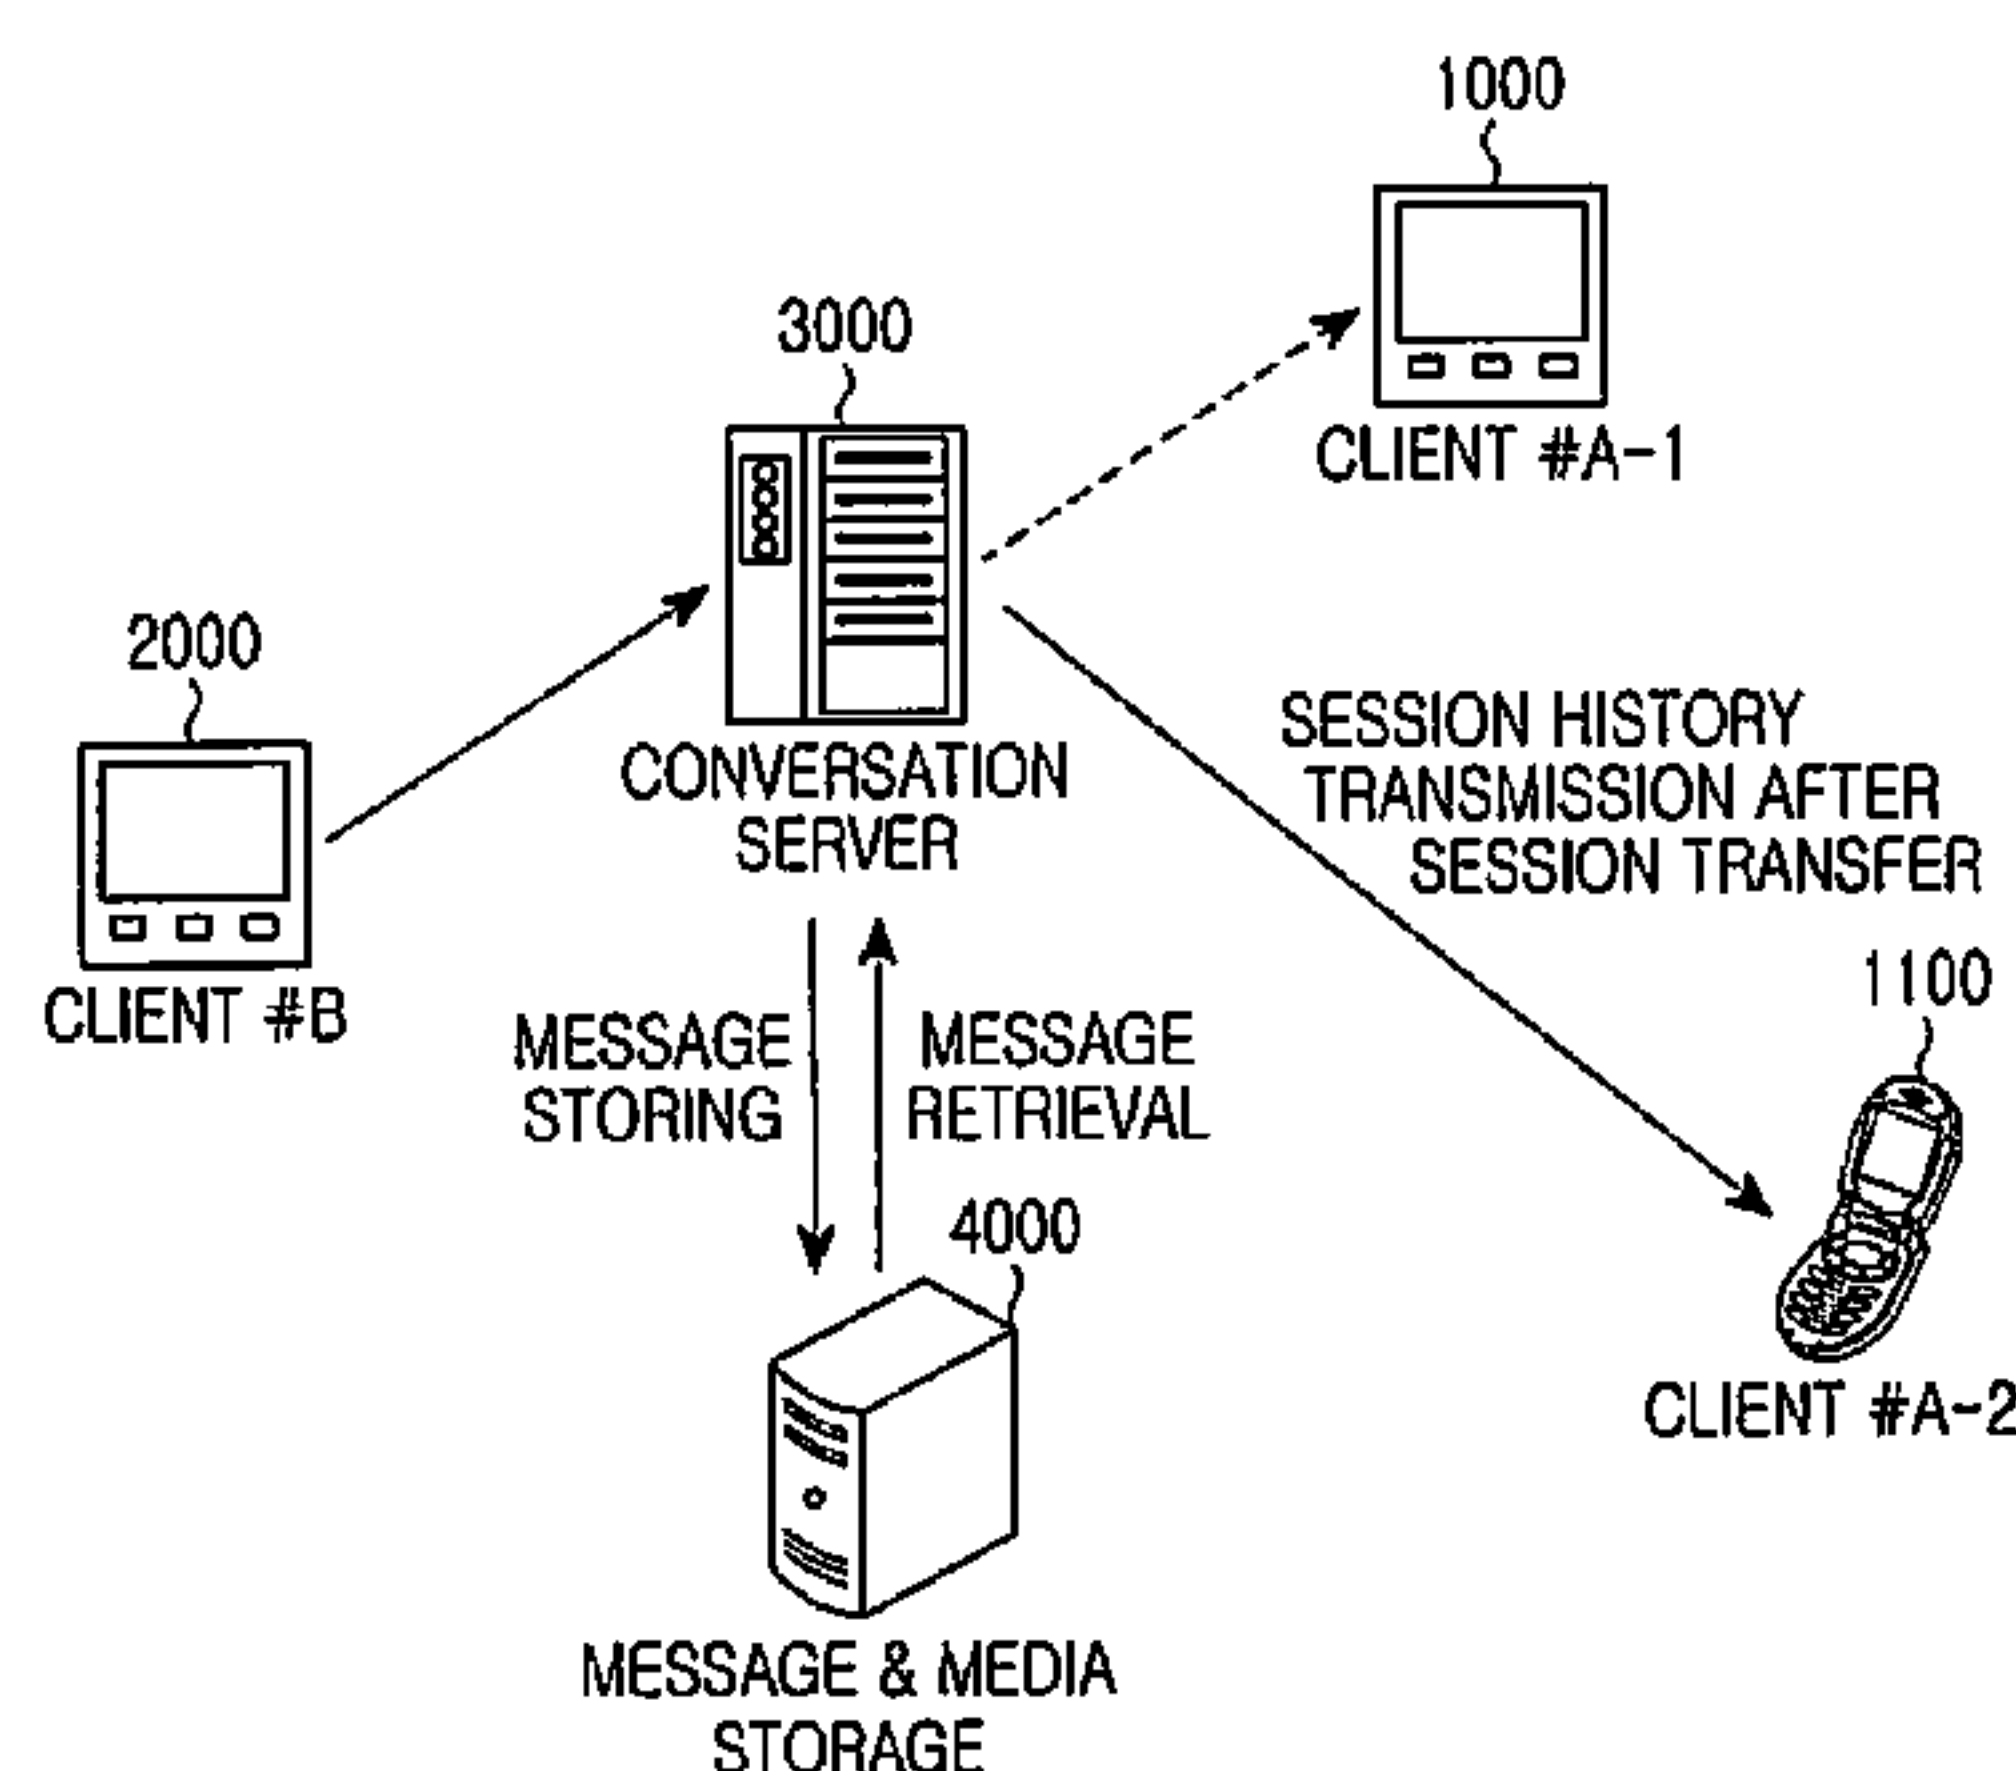 1000
3000
2000
CLIENT #A-1
CONVERSATION
SERVER
SESSION HISTORY
TRANSMISSION AFTER
SESSION TRANSFER
CLIENT #B
1100
MESSAGE
STORING
MESSAGE
RETRIEVAL
4000
CLIENT #A-2
MESSAGE & MEDIA
STORAGE